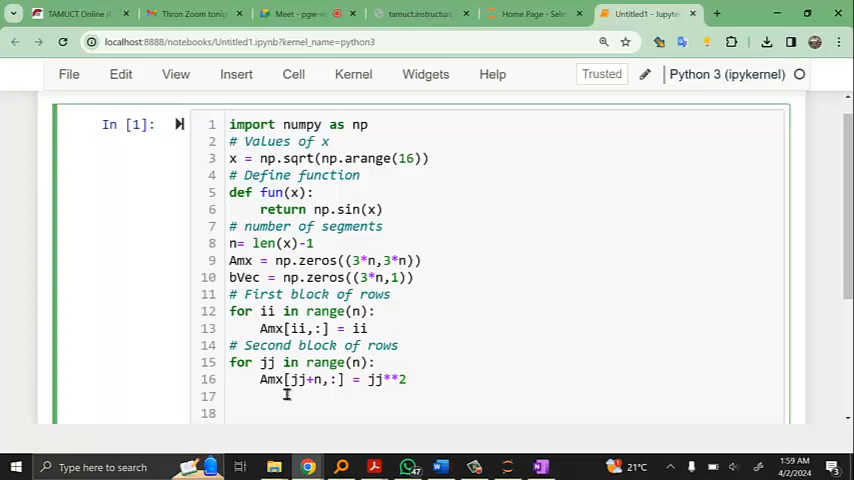 TAMUCT Online (
Thron Zoom tonig
Meet - pgw-v
tamuct.instructure
Home Page - Sele
Untitled1 - Jupyte
localhost:8888/notebooks/Untitled1.ipynb?kernel_name=python3
File Edit View Insert Cell Kernel Widgets Help Trusted Python 3 (ipykernel)
In [1]:
1 import numpy as np
2 # Values of x
3 x = np.sqrt(np.arange(16))
4 # Define function
5 def fun(x):
6 return np.sin(x)
7 # number of segments
8 n= len(x)-1
9 Amx = np.zeros((3*n,3*n))
10 bVec = np.zeros((3*n,1))
11 # First block of rows
12 for ii in range(n):
13 Amx[ii,:] = ii
14 # Second block of rows
15 for jj in range(n):
16 Amx[jj+n,:] = jj**2
17
18
Type here to search
47
21°C
1:59 AM
4/2/2024
13